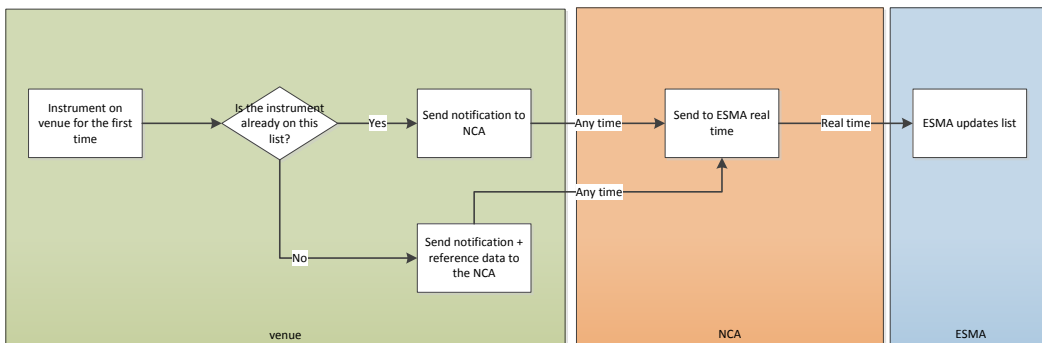 Instrument on
venue for the first
time
Is the instrument
already on this
list?
Yes
Send notification to
NCA
Any time
Send to ESMA real
time
Real time
ESMA updates list
Any time
No
Send notification +
reference data to
the NCA
venue
NCA
ESMA